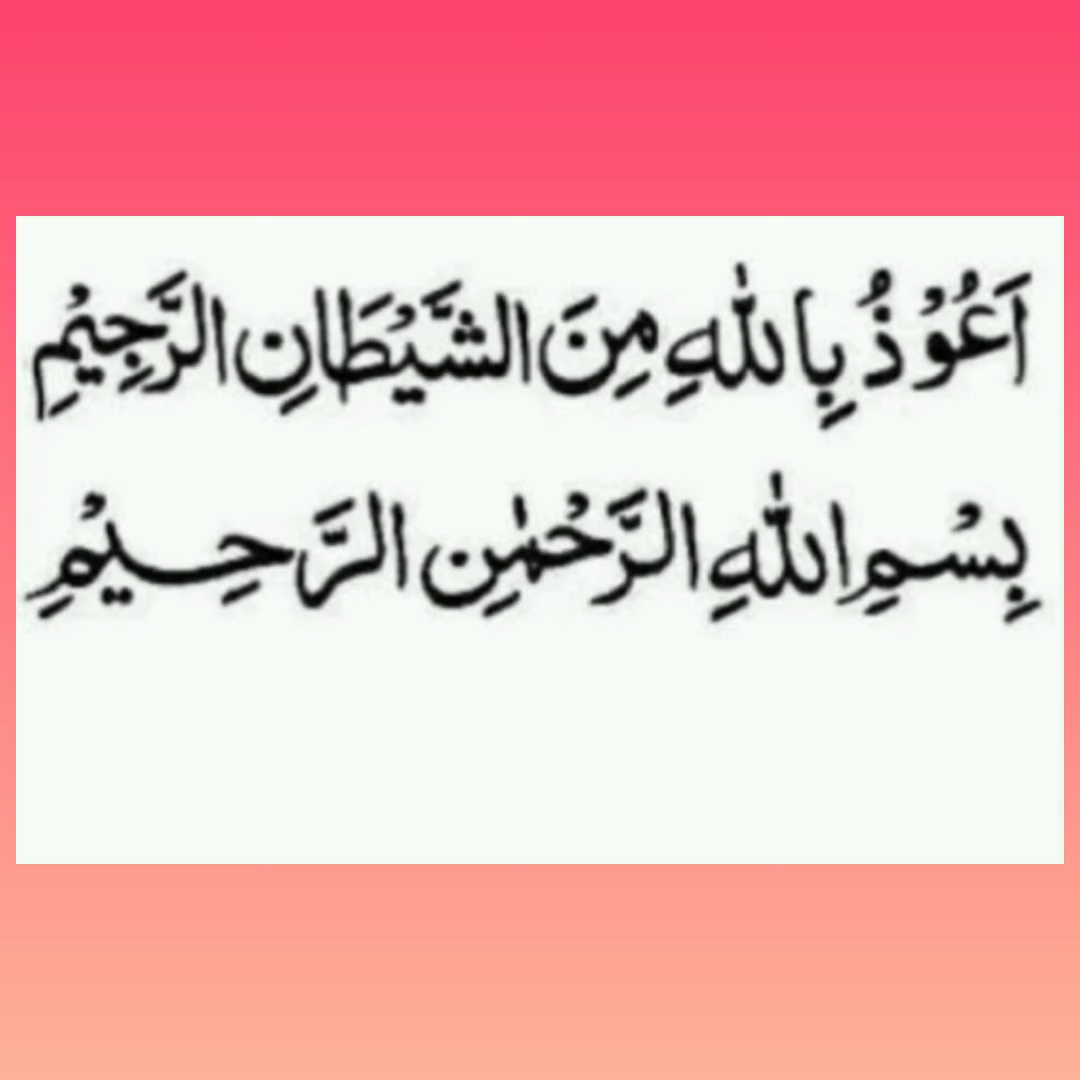 اَعُوْذُ بِاللّٰهِ مِنَ الشَّيْطَانِ الرَّجِيْمِ
بِسْمِ اللّٰهِ الرَّحْمٰنِ الرَّحِيْمِ